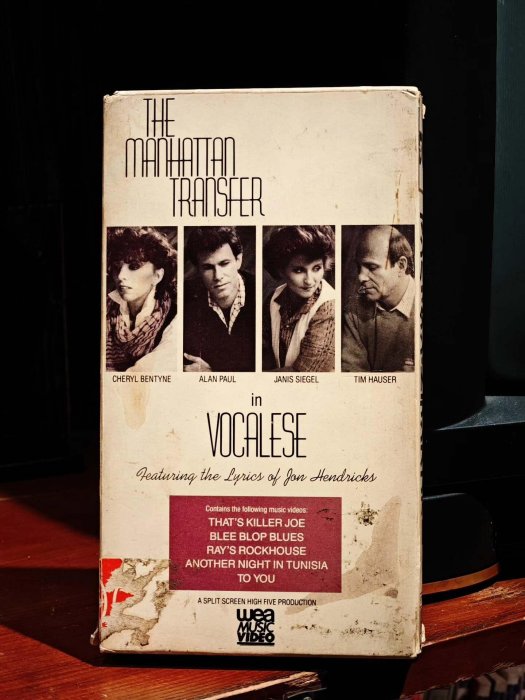 THE
MANHATTAN
TRANSFER
CHERYL BENTYNE ALAN PAUL JANIS SIEGEL TIM HAUSER
in
VOCALESE
Featuring the Lyrics of Jon Hendricks
Contains the following music videos:
THAT'S KILLER JOE
BLEE BLOP BLUES
RAY'S ROCKHOUSE
ANOTHER NIGHT IN TUNISIA
TO YOU
A SPLIT SCREEN HIGH FIVE PRODUCTION
wea
MUSIC
VIDEO